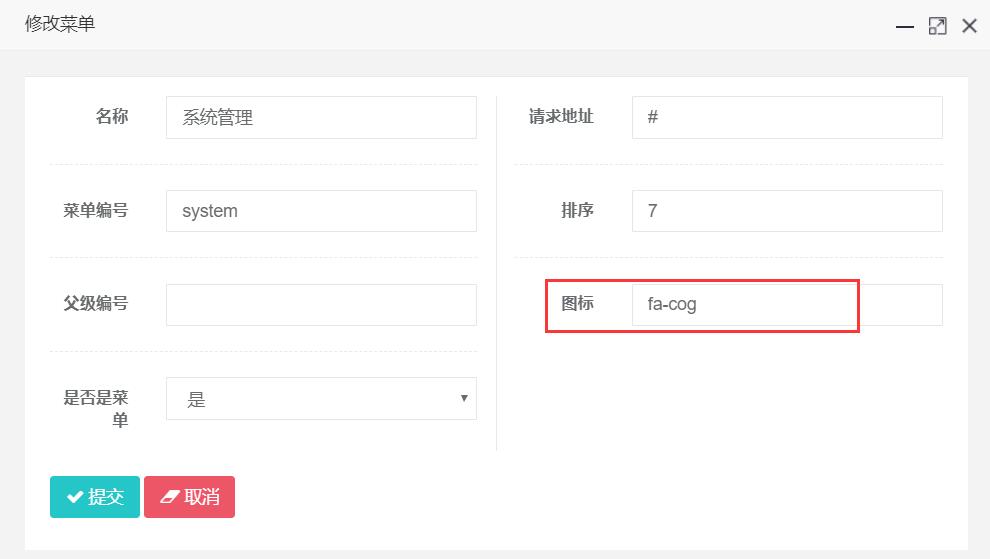 修改菜单
名称 系统管理 请求地址 #
菜单编号 system 排序 7
父级编号 图标 fa-cog
是否是菜
单
是
提交 取消